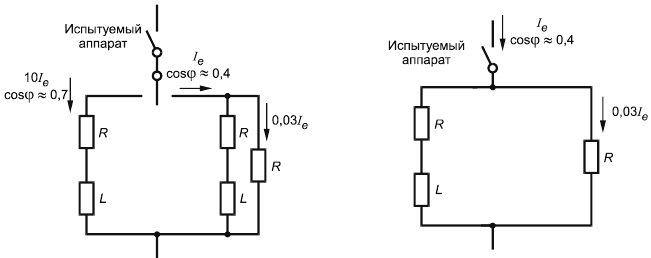 Испытуемый
аппарат
I_e
cosφ ≈ 0,4
10I_e
cosφ ≈ 0,7
0,03I_e
R
R
R
L
L
I_e
cosφ ≈ 0,4
Испытуемый
аппарат
0,03I_e
R
R
L